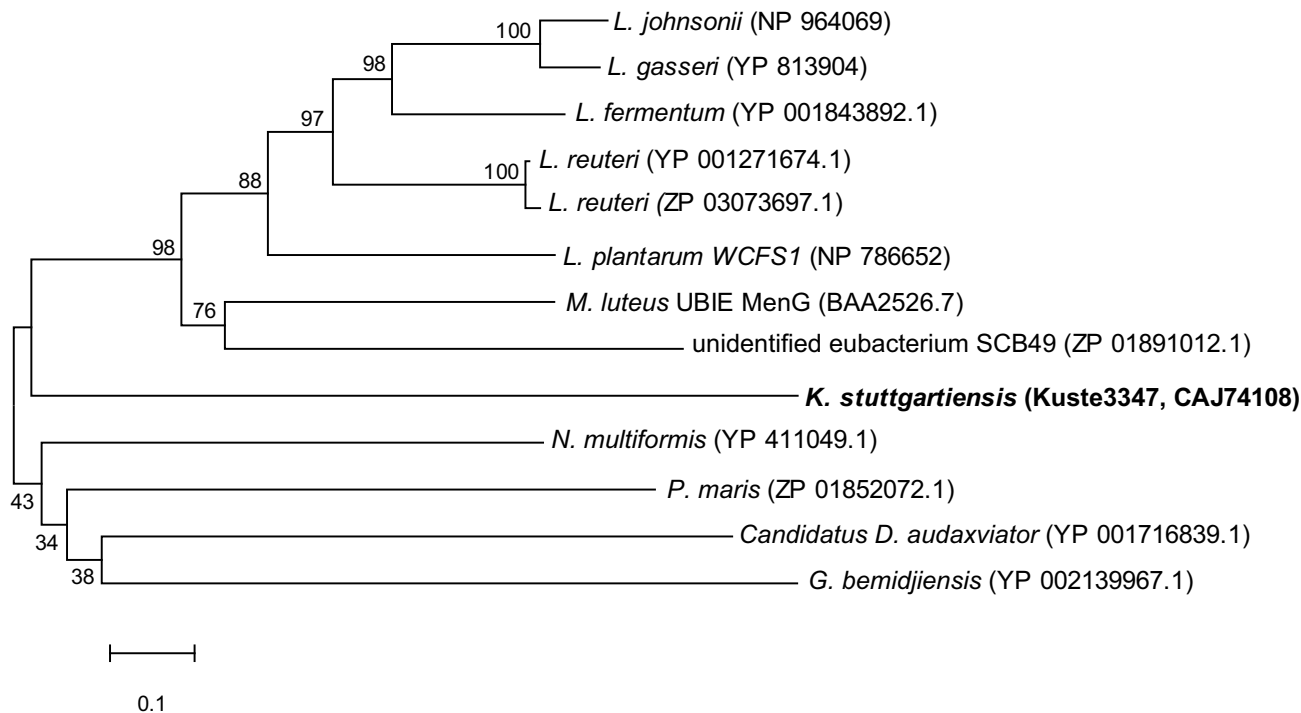 L. johnsonii (NP 964069)
100
L. gasseri (YP 813904)
98
L. fermentum (YP 001843892.1)
97
L. reuteri (YP 001271674.1)
100
88
L. reuteri (ZP 03073697.1)
98
L. plantarum WCFS1 (NP 786652)
M. luteus UBIE MenG (BAA2526.7)
76
unidentified eubacterium SCB49 (ZP 01891012.1)
K. stuttgartiensis (Kuste3347, CAJ74108)
N. multiformis (YP 411049.1)
43
P. maris (ZP 01852072.1)
34
Candidatus D. audaxviator (YP 001716839.1)
38
G. bemidjiensis (YP 002139967.1)
0.1